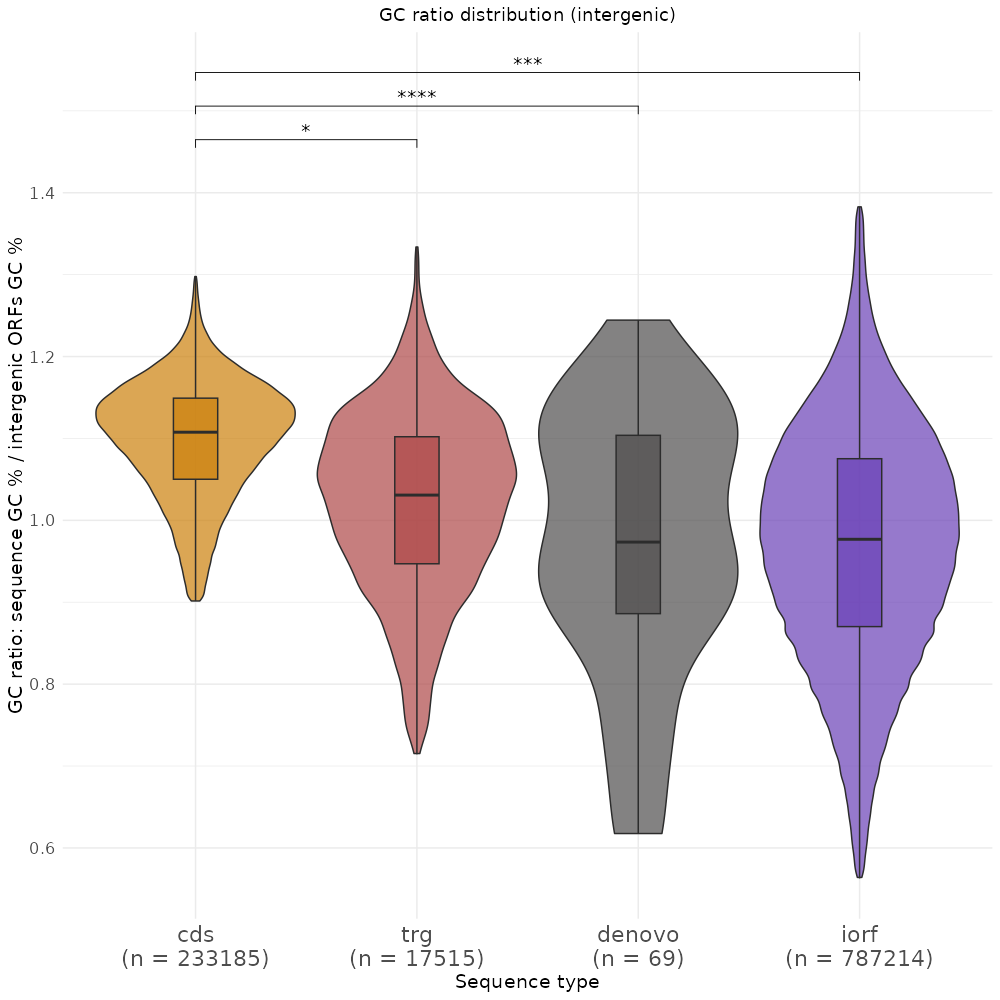 GC ratio distribution (intergenic)
***
****
*
1.4
1.2
1.0
0.8
0.6
GC ratio: sequence GC % / intergenic ORFs GC %
cds
(n = 233185)
trg
(n = 17515)
denovo
(n = 69)
iorf
(n = 787214)
Sequence type